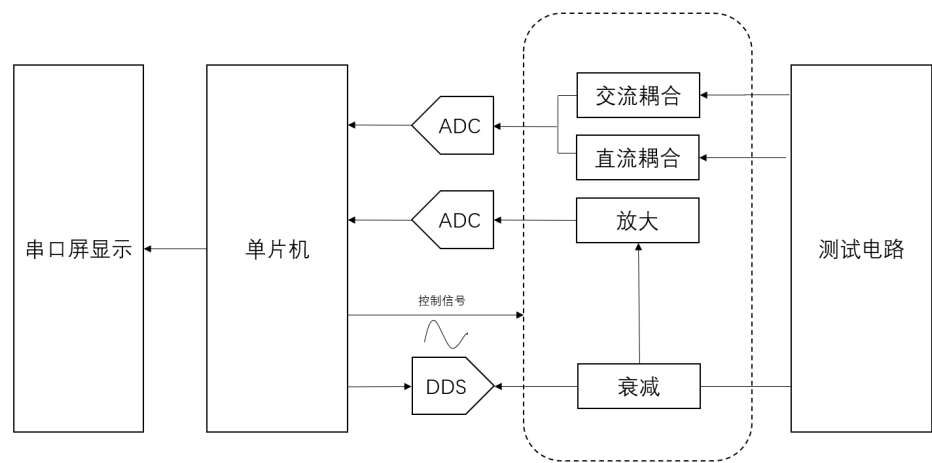 交流耦合
ADC
直流耦合
ADC
放大
串口屏显示
单片机
测试电路
控制信号
DDS
衰减